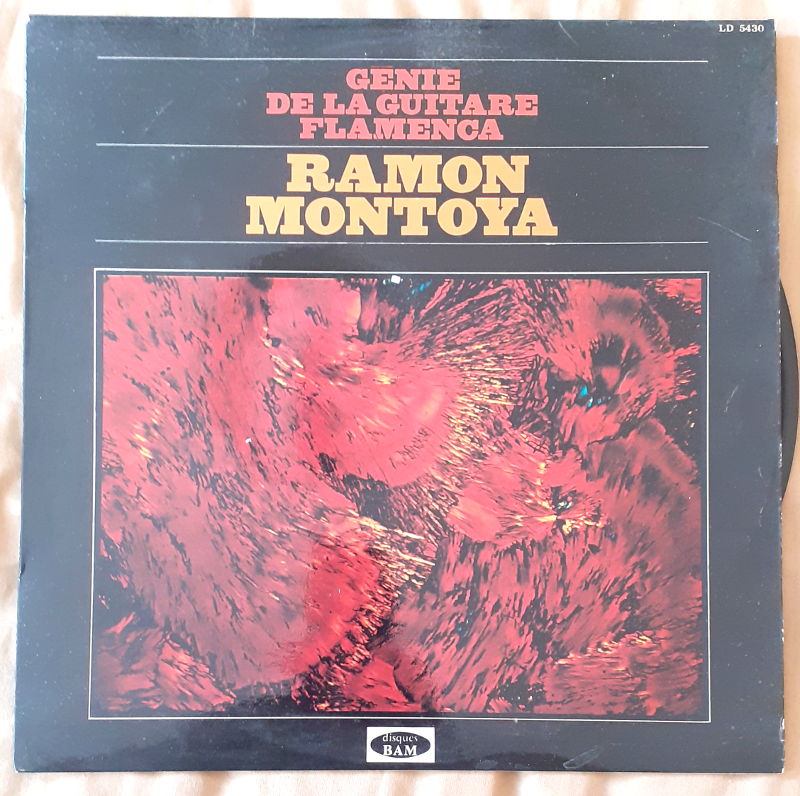 LD 5430
GÉNIE
DE LA GUITARE
FLAMENCA
RAMON
MONTOYA
disques
BAM